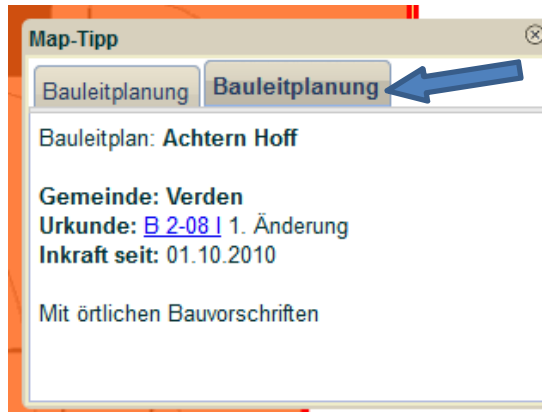 Map-Tipp
Bauleitplanung Bauleitplanung
Bauleitplan: Achtern Hoff
Gemeinde: Verden
Urkunde: B 2-08 I 1. Änderung
Inkraft seit: 01.10.2010
Mit örtlichen Bauvorschriften